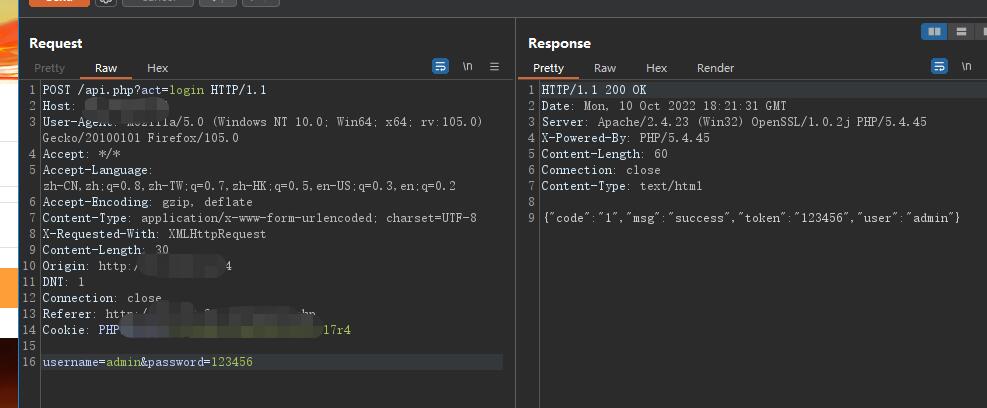 Request
Pretty Raw Hex \n
1 POST /api.php?act=login HTTP/1.1
2 Host:
3 User-Agent: Mozilla/5.0 (Windows NT 10.0; Win64; x64; rv:105.0)
Gecko/20100101 Firefox/105.0
4 Accept: */*
5 Accept-Language:
zh-CN,zh;q=0.8,zh-TW;q=0.7,zh-HK;q=0.5,en-US;q=0.3,en;q=0.2
6 Accept-Encoding: gzip, deflate
7 Content-Type: application/x-www-form-urlencoded; charset=UTF-8
8 X-Requested-With: XMLHttpRequest
9 Content-Length: 30
10 Origin: http:/ 4
11 DNT: 1
12 Connection: close
13 Referer:
14 Cookie: PHP 17r4
15
16 username=admin&password=123456
Response
Pretty Raw Hex Render \n
1 HTTP/1.1 200 OK
2 Date: Mon, 10 Oct 2022 18:21:31 GMT
3 Server: Apache/2.4.23 (Win32) OpenSSL/1.0.2j PHP/5.4.45
4 X-Powered-By: PHP/5.4.45
5 Content-Length: 60
6 Connection: close
7 Content-Type: text/html
8
9 {"code":"1","msg":"success","token":"123456","user":"admin"}